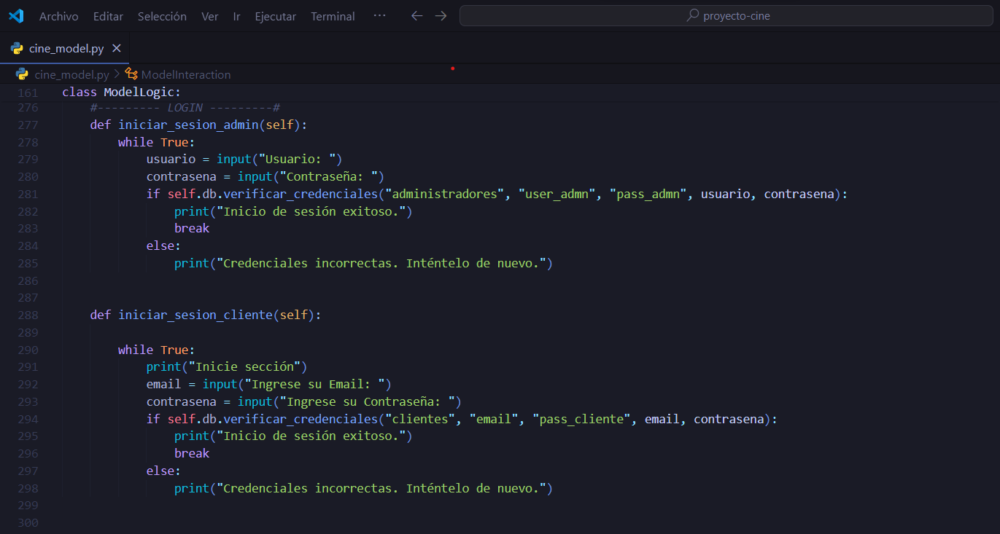 Archivo Editar Selección Ver Ir Ejecutar Terminal ··· proyecto-cine
cine_model.py
cine_model.py > ModelInteraction
161 class ModelLogic:
276 #--------- LOGIN ---------#
277 def iniciar_sesion_admin(self):
278 while True:
279 usuario = input("Usuario: ")
280 contrasena = input("Contraseña: ")
281 if self.db.verificar_credenciales("administradores", "user_admn", "pass_admn", usuario, contrasena):
282 print("Inicio de sesión exitoso.")
283 break
284 else:
285 print("Credenciales incorrectas. Inténtelo de nuevo.")
286
287
288 def iniciar_sesion_cliente(self):
289
290 while True:
291 print("Inicie sección")
292 email = input("Ingrese su Email: ")
293 contrasena = input("Ingrese su Contraseña: ")
294 if self.db.verificar_credenciales("clientes", "email", "pass_cliente", email, contrasena):
295 print("Inicio de sesión exitoso.")
296 break
297 else:
298 print("Credenciales incorrectas. Inténtelo de nuevo.")
299
300